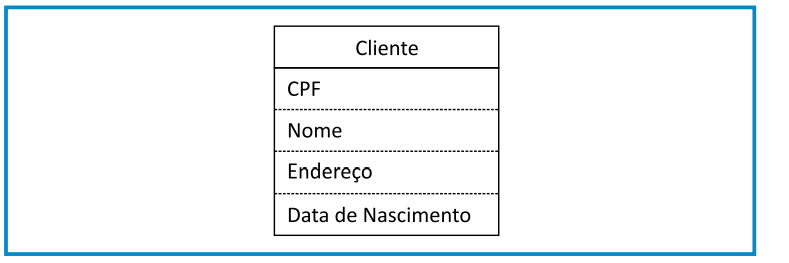 Cliente
CPF
Nome
Endereço
Data de Nascimento